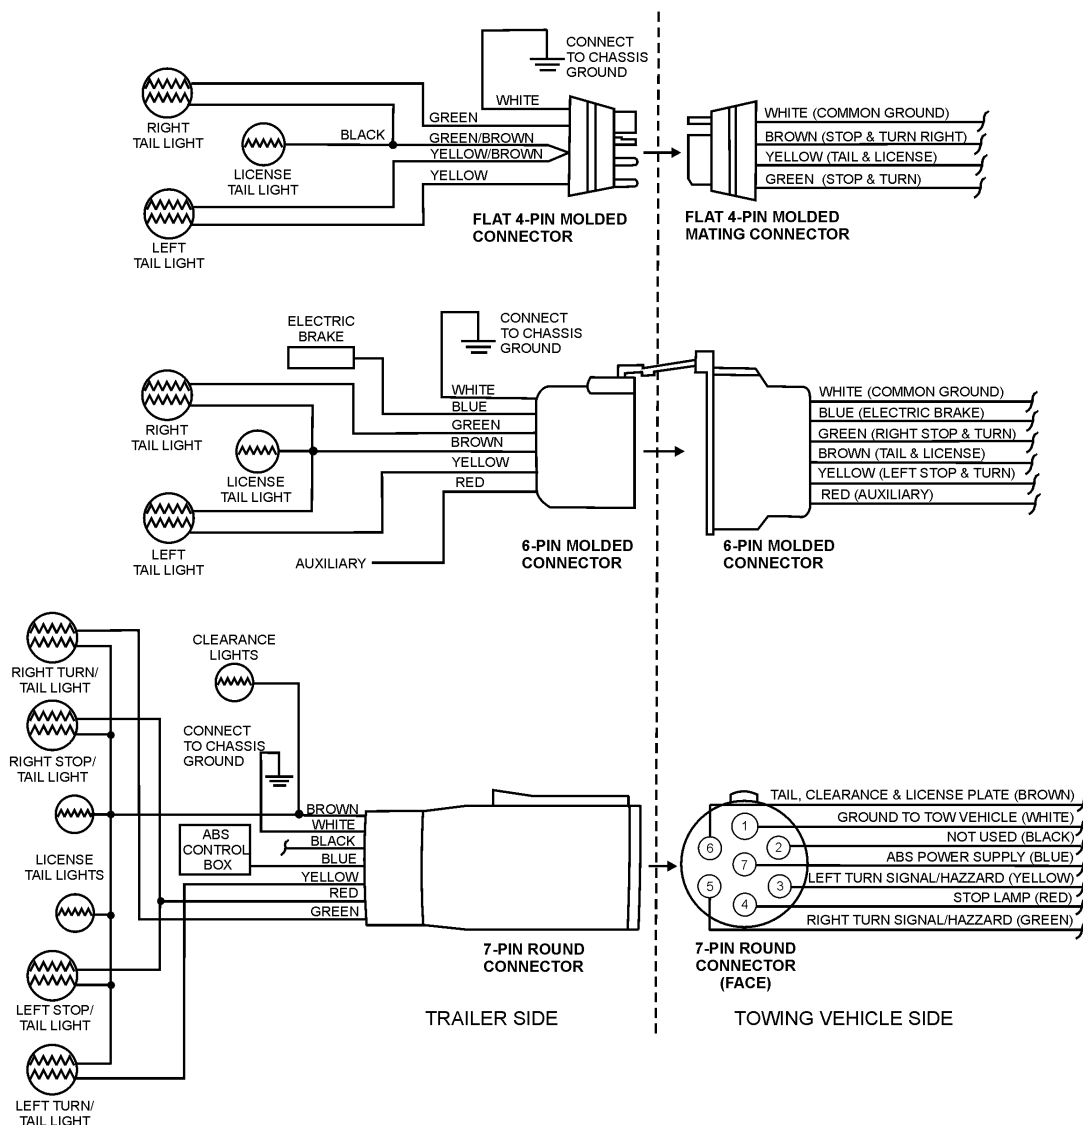 CONNECT
TO CHASSIS
GROUND
WHITE
GREEN
RIGHT
TAIL LIGHT
BLACK
GREEN/BROWN
YELLOW/BROWN
LICENSE
TAIL LIGHT
YELLOW
LEFT
TAIL LIGHT
FLAT 4-PIN MOLDED
CONNECTOR
WHITE (COMMON GROUND)
BROWN (STOP & TURN RIGHT)
YELLOW (TAIL & LICENSE)
GREEN (STOP & TURN)
FLAT 4-PIN MOLDED
MATING CONNECTOR
ELECTRIC
BRAKE
CONNECT
TO CHASSIS
GROUND
WHITE
BLUE
GREEN
BROWN
YELLOW
RED
RIGHT
TAIL LIGHT
LICENSE
TAIL LIGHT
LEFT
TAIL LIGHT
AUXILIARY
6-PIN MOLDED
CONNECTOR
WHITE (COMMON GROUND)
BLUE (ELECTRIC BRAKE)
GREEN (RIGHT STOP & TURN)
BROWN (TAIL & LICENSE)
YELLOW (LEFT STOP & TURN)
RED (AUXILIARY)
6-PIN MOLDED
CONNECTOR
CLEARANCE
LIGHTS
RIGHT TURN/
TAIL LIGHT
CONNECT
TO CHASSIS
GROUND
RIGHT STOP/
TAIL LIGHT
BROWN
WHITE
BLACK
BLUE
YELLOW
RED
GREEN
ABS
CONTROL
BOX
LICENSE
TAIL LIGHTS
LEFT STOP/
TAIL LIGHT
LEFT TURN/
TAIL LIGHT
7-PIN ROUND
CONNECTOR
TAIL, CLEARANCE & LICENSE PLATE (BROWN)
GROUND TO TOW VEHICLE (WHITE)
NOT USED (BLACK)
ABS POWER SUPPLY (BLUE)
LEFT TURN SIGNAL/HAZZARD (YELLOW)
STOP LAMP (RED)
RIGHT TURN SIGNAL/HAZZARD (GREEN)
1
6
2
7
5
3
4
7-PIN ROUND
CONNECTOR
(FACE)
TRAILER SIDE
TOWING VEHICLE SIDE